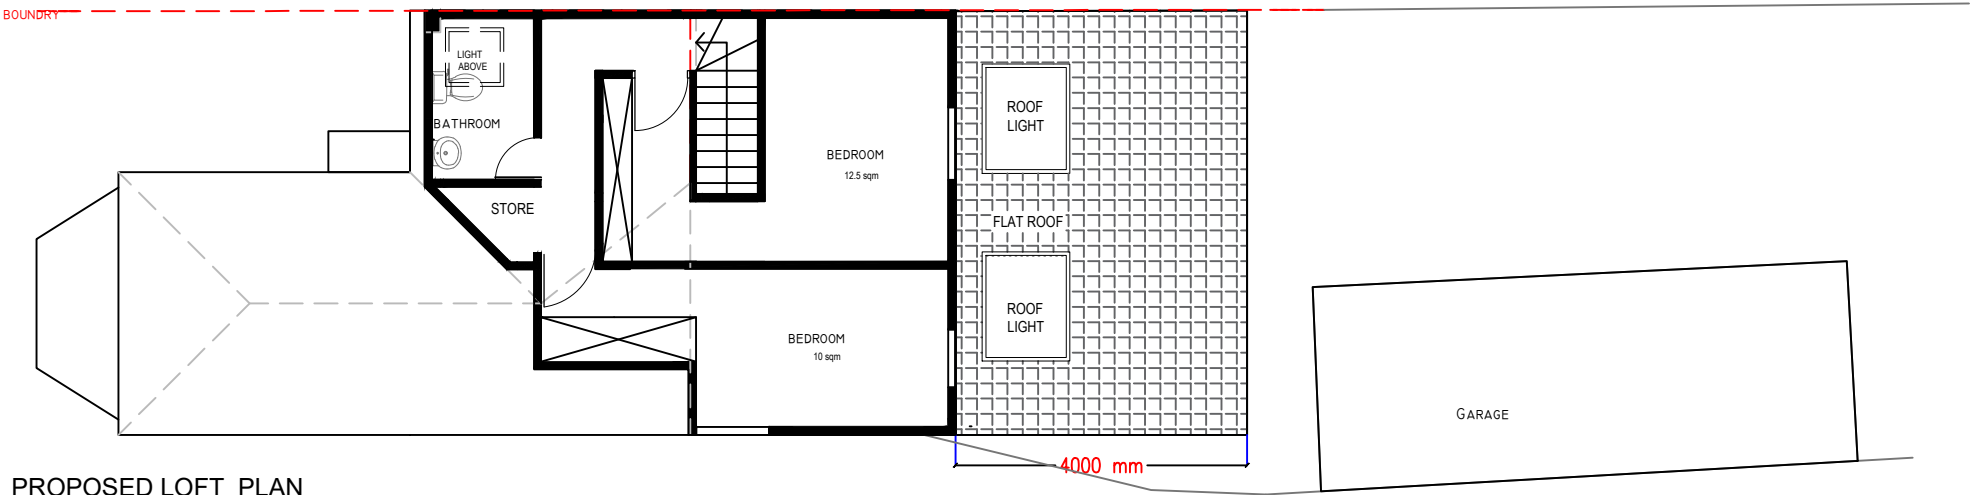 BOUNDRY
LIGHT
ABOVE
BATHROOM
STORE
BEDROOM
12.5 sqm
ROOF
LIGHT
FLAT ROOF
ROOF
LIGHT
BEDROOM
10 sqm
GARAGE
4000 mm
PROPOSED LOFT PLAN